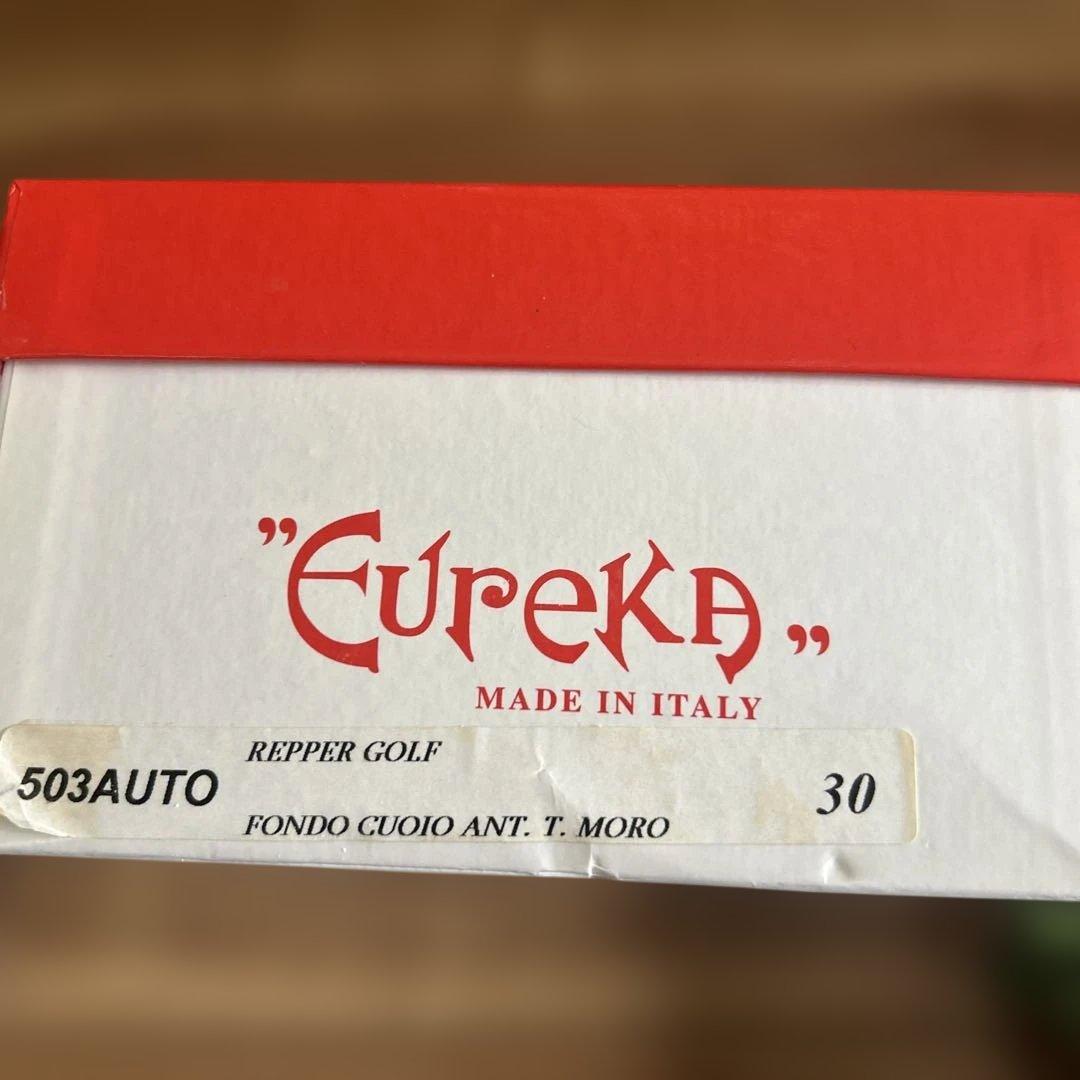 ”EUREKA„
MADE IN ITALY
503AUTO
REPPER GOLF
FONDO CUOIO ANT. T. MORO
30